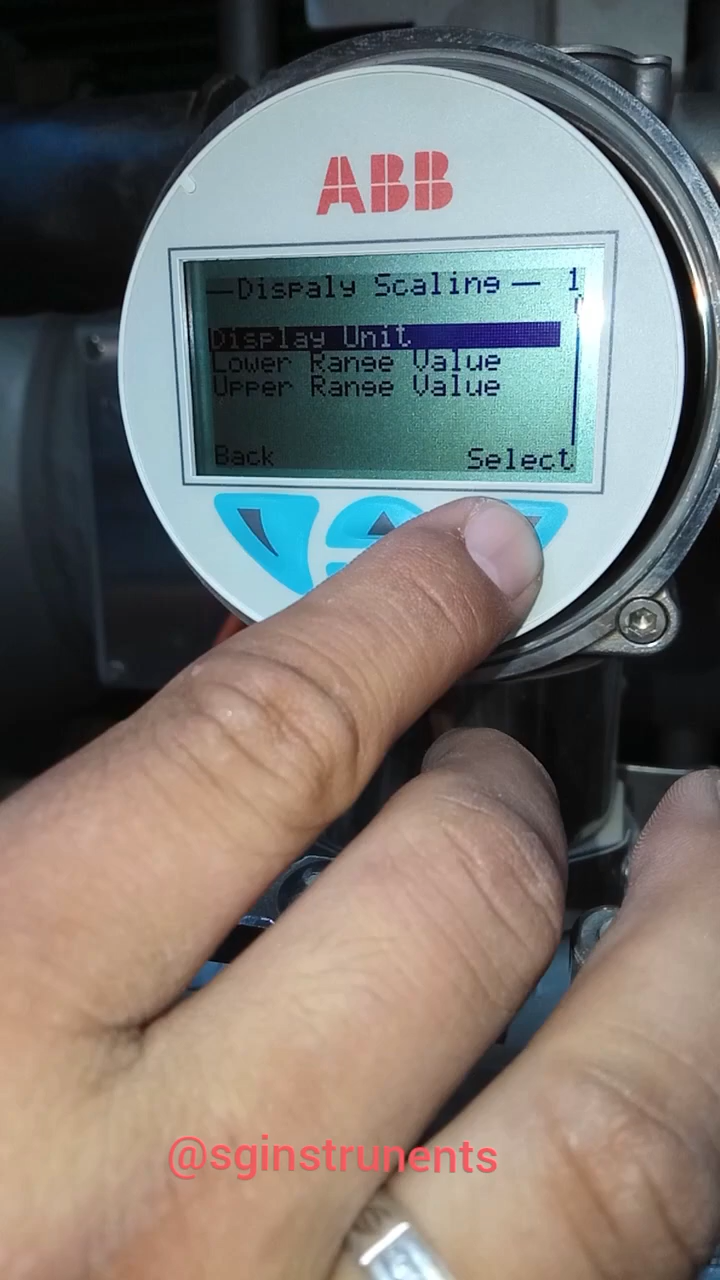 ABB
Dispaly Scaling 1
Display Unit
Lower Range Value
Upper Range Value
Back Select
@sginstrunents